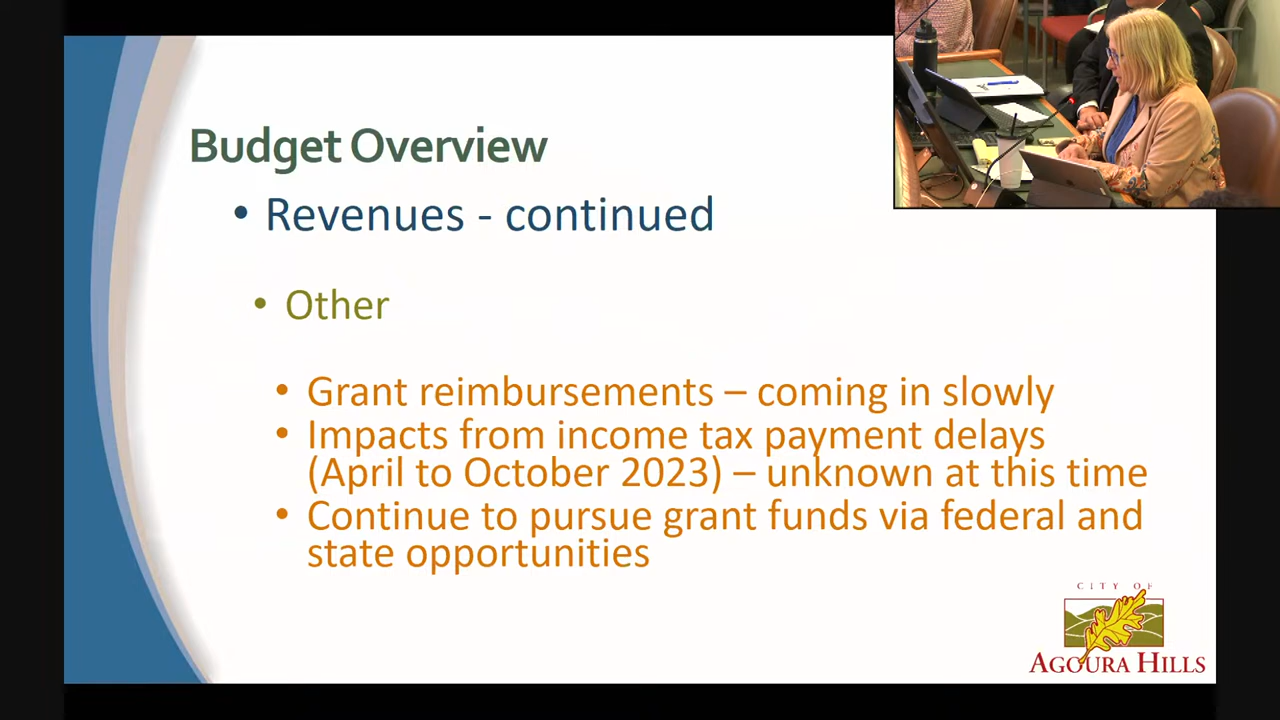 Budget Overview
• Revenues - continued
• Other
• Grant reimbursements – coming in slowly
• Impacts from income tax payment delays
(April to October 2023) – unknown at this time
• Continue to pursue grant funds via federal and
state opportunities
CITY OF
AGOURA HILLS